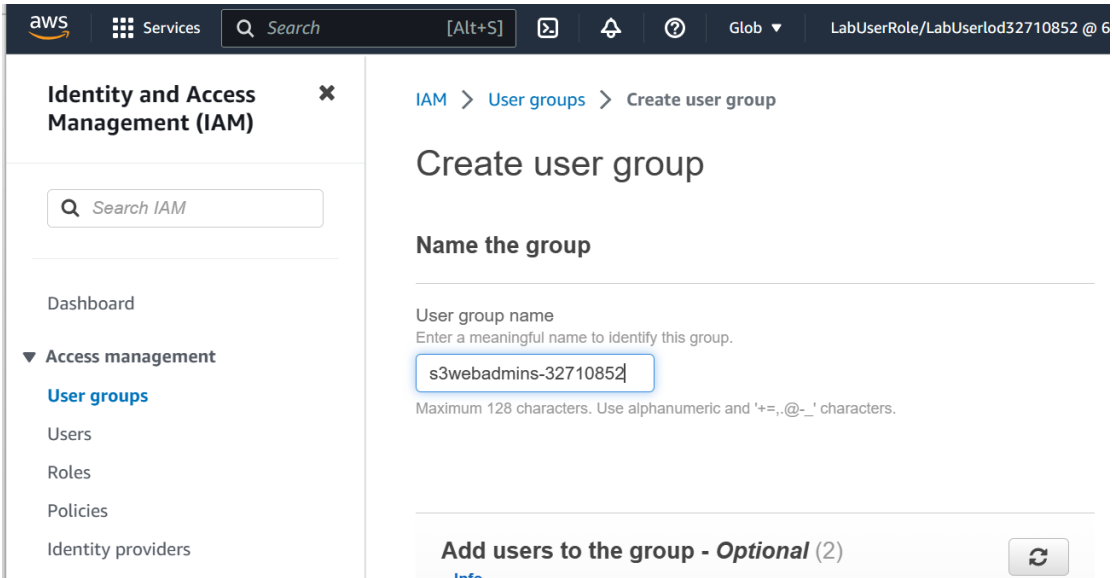 aws Services Search [Alt+S] Glob LabUserRole/LabUserlod32710852 @ 6
Identity and Access
Management (IAM)
Search IAM
Dashboard
Access management
User groups
Users
Roles
Policies
Identity providers
IAM > User groups > Create user group
Create user group
Name the group
User group name
Enter a meaningful name to identify this group.
s3webadmins-32710852
Maximum 128 characters. Use alphanumeric and '+=,.@-_' characters.
Add users to the group - Optional (2)
Info